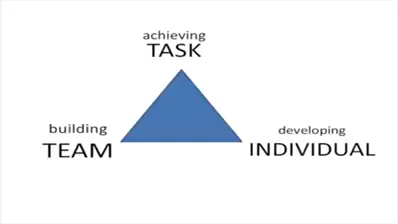 achieving
TASK
building
TEAM
developing
INDIVIDUAL